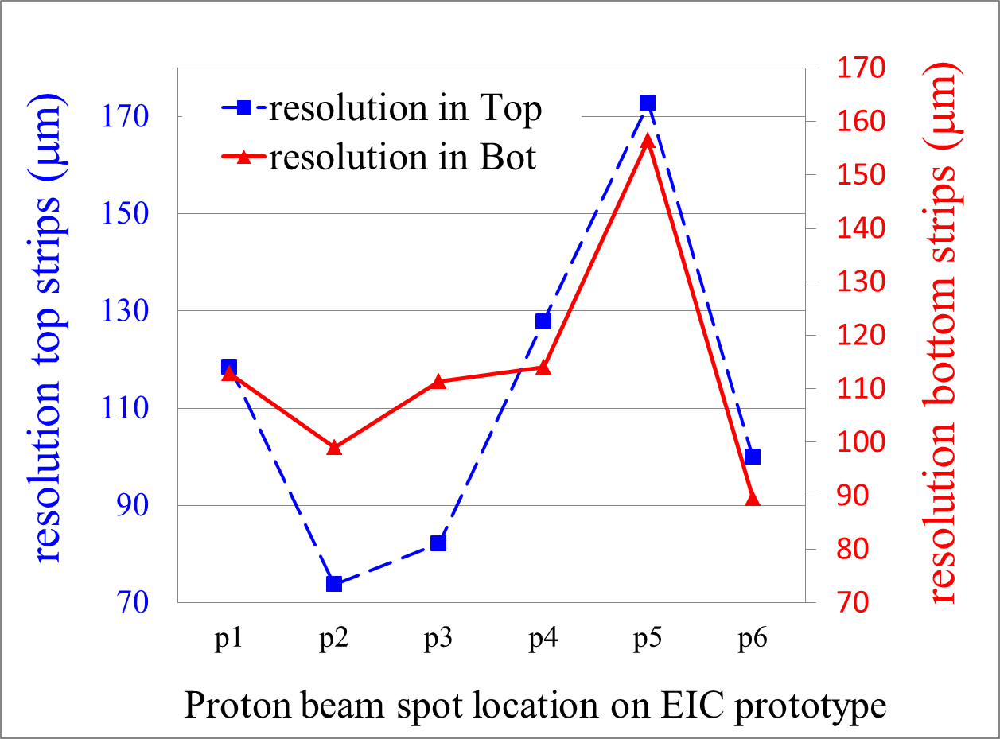 resolution top strips (μm)
170
150
130
110
90
70
resolution in Top
resolution in Bot
170
160
150
140
130
120
110
100
90
80
70
resolution bottom strips (μm)
p1 p2 p3 p4 p5 p6
Proton beam spot location on EIC prototype